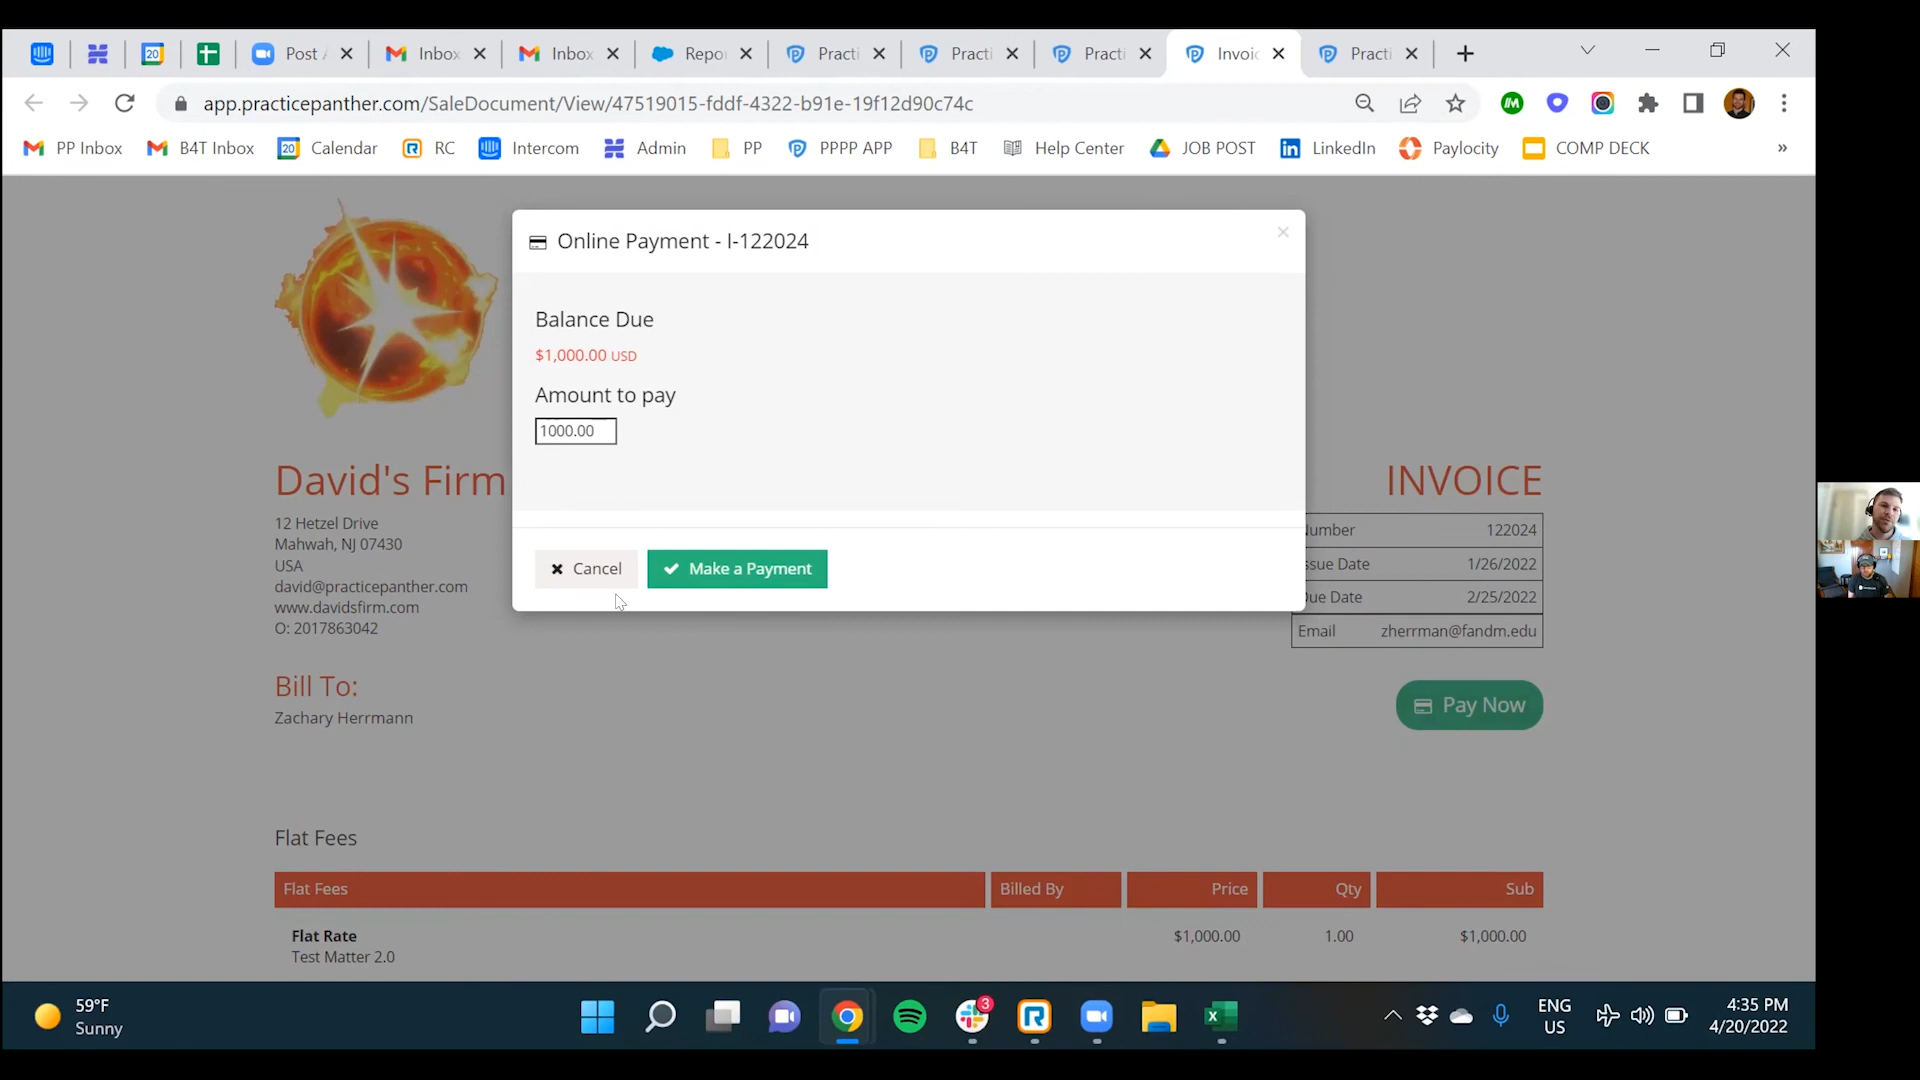 Post
Inbox
Inbox
Repo
Practi
Practi
Practi
Invoic
Practi
app.practicepanther.com/SaleDocument/View/47519015-fddf-4322-b91e-19f12d90c74c
PP Inbox
B4T Inbox
20 Calendar
RC
Intercom
Admin
PP
PPPP APP
B4T
Help Center
JOB POST
LinkedIn
Paylocity
COMP DECK
»
Online Payment - I-122024
Balance Due
$1,000.00 USD
Amount to pay
1000.00
Cancel
Make a Payment
David's Firm
12 Hetzel Drive
Mahwah, NJ 07430
USA
david@practicepanther.com
www.davidsfirm.com
O: 2017863042
INVOICE
Number 122024
ssue Date 1/26/2022
Due Date 2/25/2022
Email zherrman@fandm.edu
Bill To:
Zachary Herrmann
Pay Now
Flat Fees
Flat Fees Billed By Price Qty Sub
Flat Rate $1,000.00 1.00 $1,000.00
Test Matter 2.0
59°F
Sunny
3
ENG
US
4:35 PM
4/20/2022